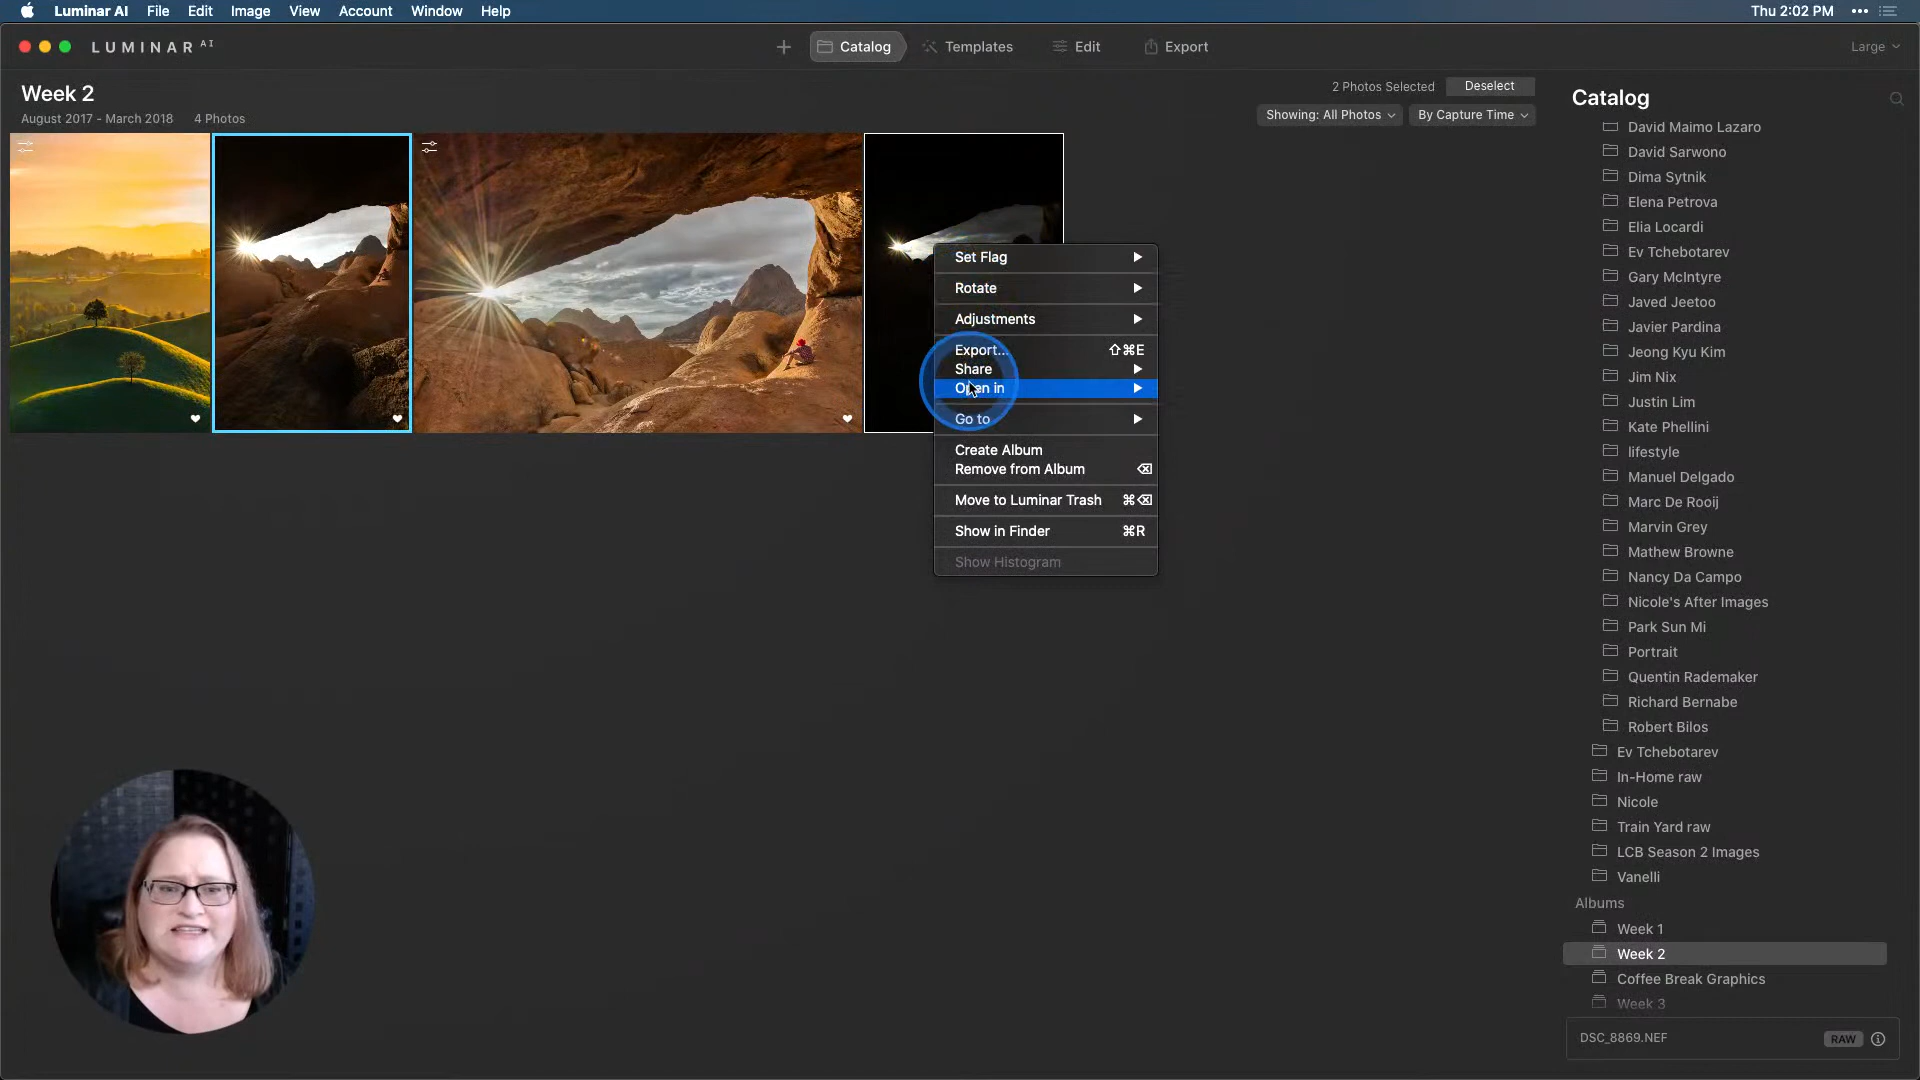 Luminar AI File Edit Image View Account Window Help Thu 2:02 PM
LUMINAR AI Catalog Templates Edit Export Large
Week 2
August 2017 - March 2018 4 Photos
2 Photos Selected Deselect
Showing: All Photos By Capture Time
Set Flag
Rotate
Adjustments
Export... ⇧⌘E
Share
Open in
Go to
Create Album
Remove from Album ⌫
Move to Luminar Trash ⌘⌫
Show in Finder ⌘R
Show Histogram
Catalog
David Maimo Lazaro
David Sarwono
Dima Sytnik
Elena Petrova
Elia Locardi
Ev Tchebotarev
Gary McIntyre
Javed Jeetoo
Javier Pardina
Jeong Kyu Kim
Jim Nix
Justin Lim
Kate Phellini
lifestyle
Manuel Delgado
Marc De Rooij
Marvin Grey
Mathew Browne
Nancy Da Campo
Nicole's After Images
Park Sun Mi
Portrait
Quentin Rademaker
Richard Bernabe
Robert Bilos
Ev Tchebotarev
In-Home raw
Nicole
Train Yard raw
LCB Season 2 Images
Vanelli
Albums
Week 1
Week 2
Coffee Break Graphics
Week 3
DSC_8869.NEF RAW